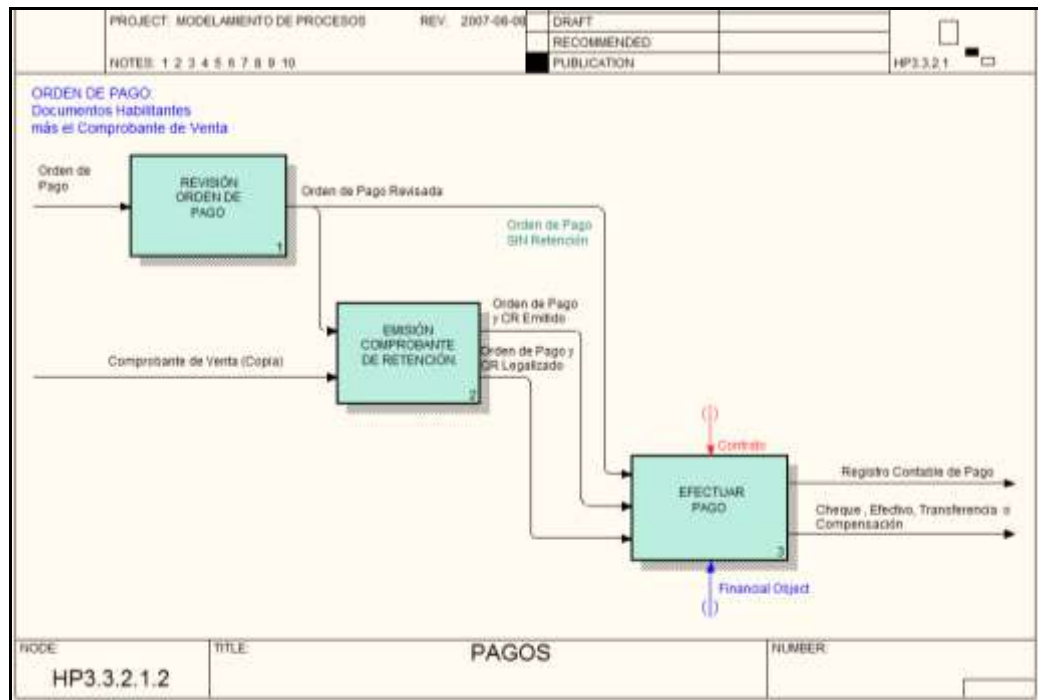 PROJECT: MODELAMIENTO DE PROCESOS REV: 2007-06-08 DRAFT
RECOMMENDED
NOTES: 1 2 3 4 5 6 7 8 9 10 PUBLICATION HP3.3.2.1
ORDEN DE PAGO:
Documentos Habilitantes
más el Comprobante de Venta
Orden de
Pago
REVISIÓN
ORDEN DE
PAGO
1
Orden de Pago Revisada
Orden de Pago
SIN Retención
EMISIÓN
COMPROBANTE
DE RETENCIÓN
2
Orden de Pago
y CR Emitido
Orden de Pago y
CR Legalizado
Comprobante de Venta (Copia)
Contrato
EFECTUAR
PAGO
3
Registro Contable de Pago
Cheque , Efectivo, Transferencia o
Compensación
Financial Object
NODE: TITLE: PAGOS NUMBER:
HP3.3.2.1.2